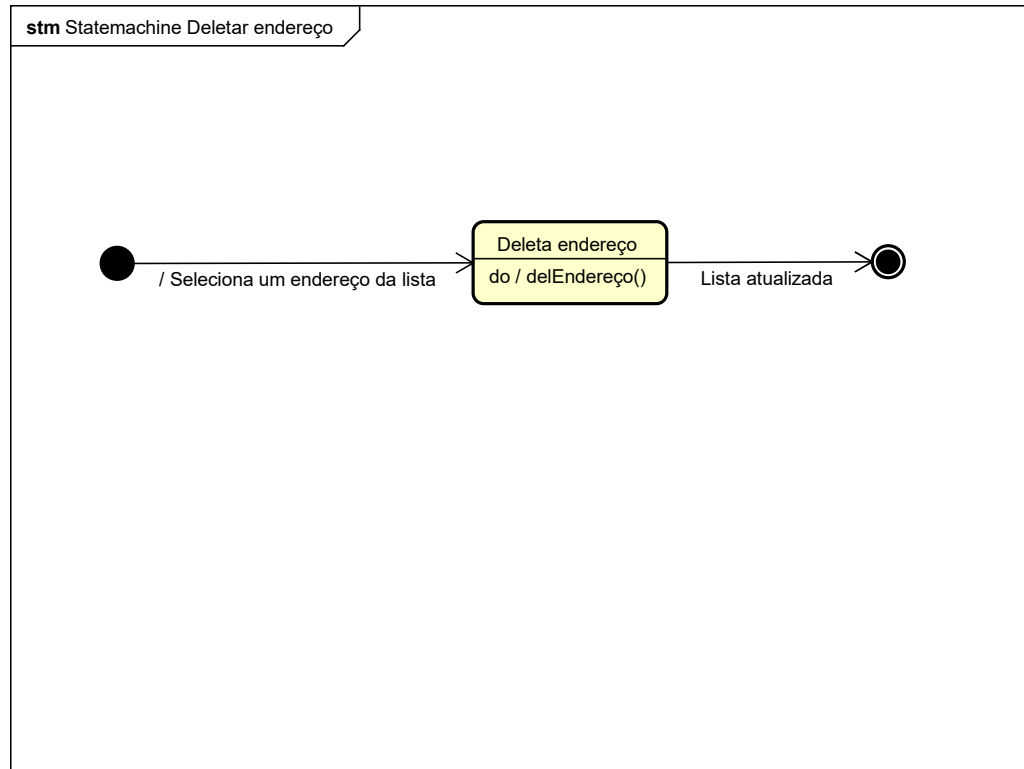 stm Statemachine Deletar endereço
Deleta endereço
/ Seleciona um endereço da lista
do / delEndereço()
Lista atualizada